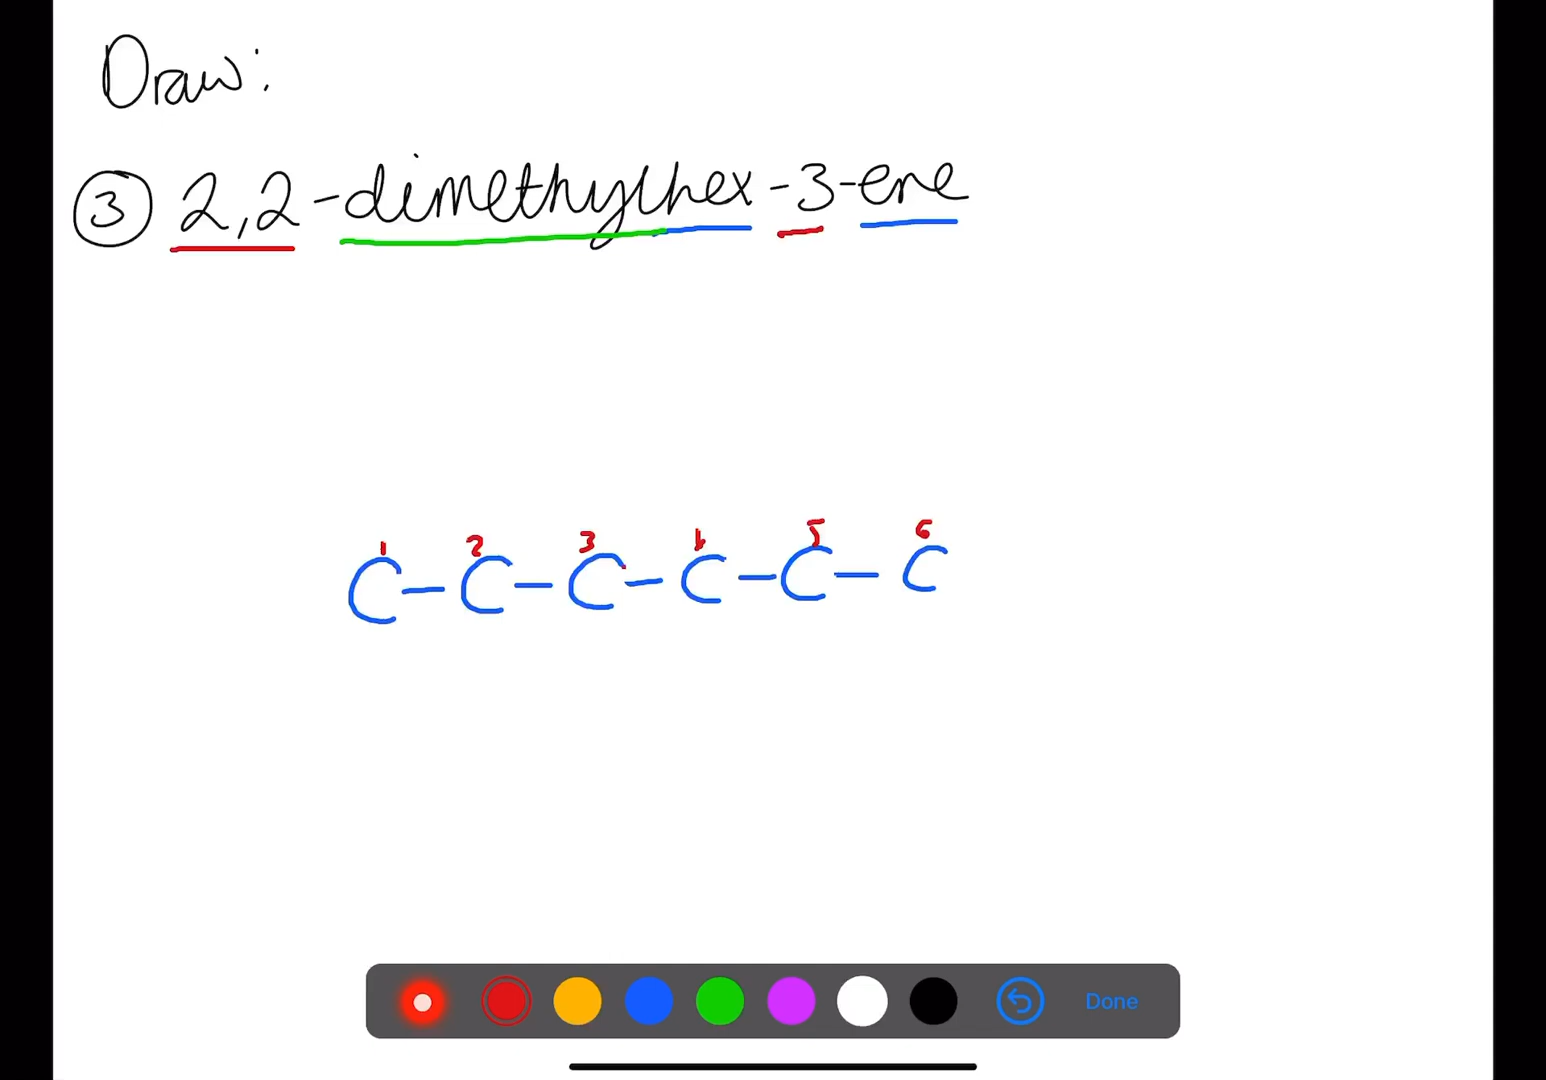 Draw:
③ 2,2-dimethylhex-3-ene
1 2 3 4 5 6
C-C-C-C-C-C
Done